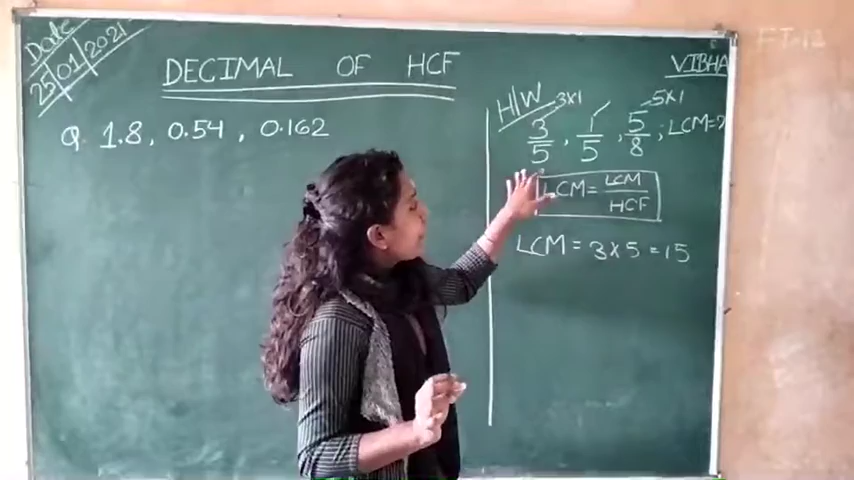 Date
25/01/2021
DECIMAL OF HCF
VIBHA
Q. 1.8, 0.54, 0.162
H/W
3x1 5x1
3/5, 1/5, 5/8; LCM=?
LCM = LCM/HCF
LCM = 3x5 = 15